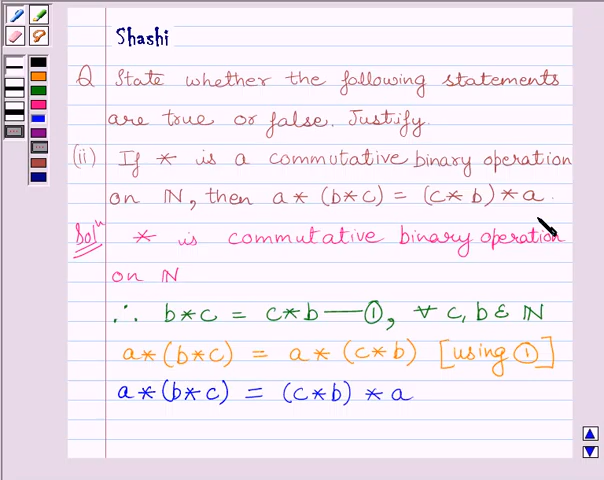 Shashi
Q State whether the following statements
are true or false. Justify.
(ii) If * is a commutative binary operation
on ℕ, then a * (b * c) = (c * b) * a.
Solⁿ * is commutative binary operation
on ℕ
∴ b * c = c * b — ①, ∀ c, b ε ℕ
a * (b * c) = a * (c * b) [using ①]
a * (b * c) = (c * b) * a